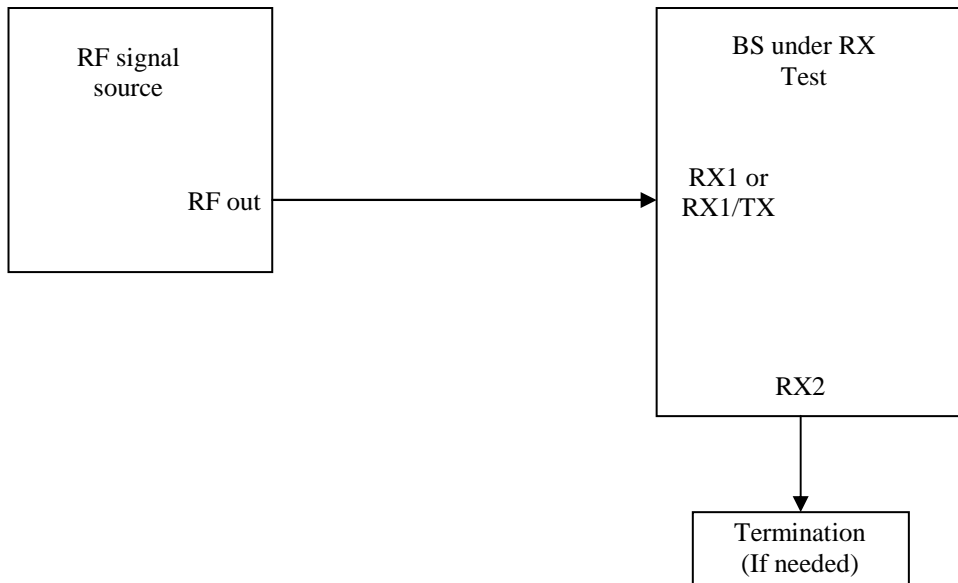 RF signal
source
RF out
BS under RX
Test
RX1 or
RX1/TX
RX2
Termination
(If needed)